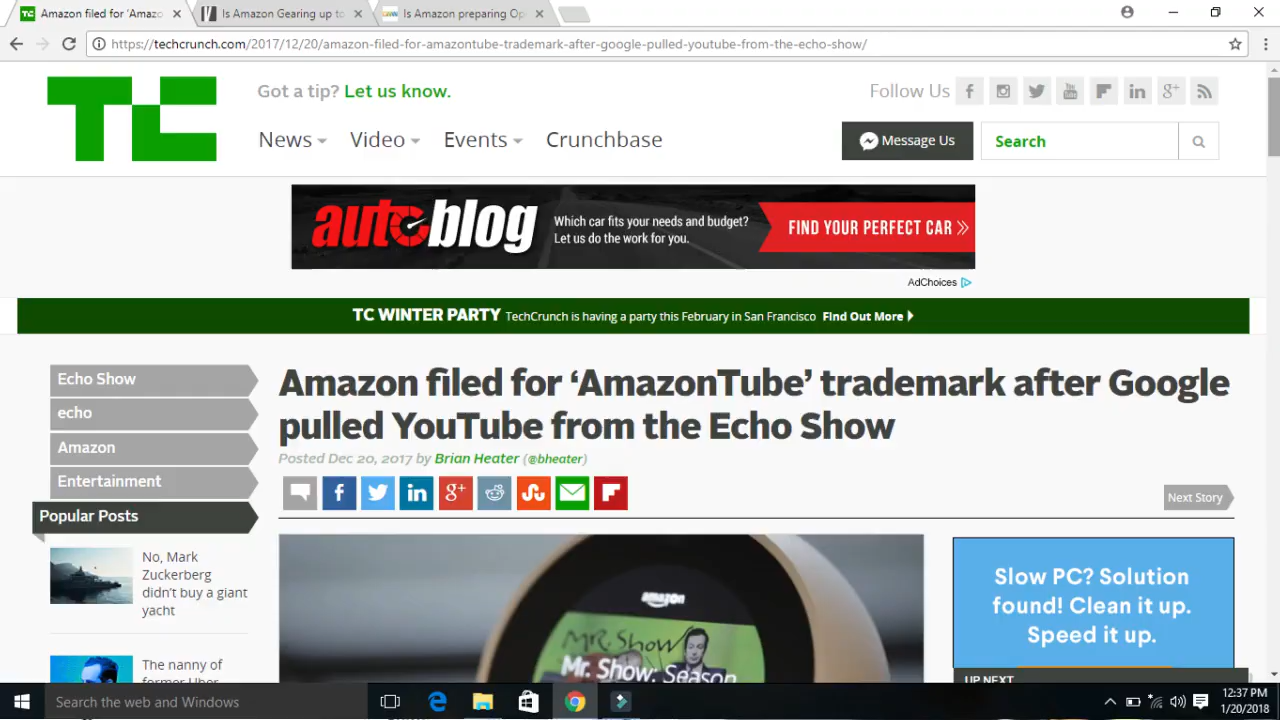 Amazon filed for 'Amazo
Is Amazon Gearing up to
Is Amazon preparing Op
https://techcrunch.com/2017/12/20/amazon-filed-for-amazontube-trademark-after-google-pulled-youtube-from-the-echo-show/
TC
Got a tip? Let us know.
Follow Us
News
Video
Events
Crunchbase
Message Us
Search
autoblog
Which car fits your needs and budget?
Let us do the work for you.
FIND YOUR PERFECT CAR
AdChoices
TC WINTER PARTY TechCrunch is having a party this February in San Francisco Find Out More
Echo Show
echo
Amazon
Entertainment
Popular Posts
No, Mark
Zuckerberg
didn't buy a giant
yacht
The nanny of
former Uber
Amazon filed for ‘AmazonTube’ trademark after Google
pulled YouTube from the Echo Show
Posted Dec 20, 2017 by Brian Heater (@bheater)
Next Story
amazon
MR. SHOW
Mr. Show: Season
Slow PC? Solution
found! Clean it up.
Speed it up.
UP NEXT
Search the web and Windows
12:37 PM
1/20/2018